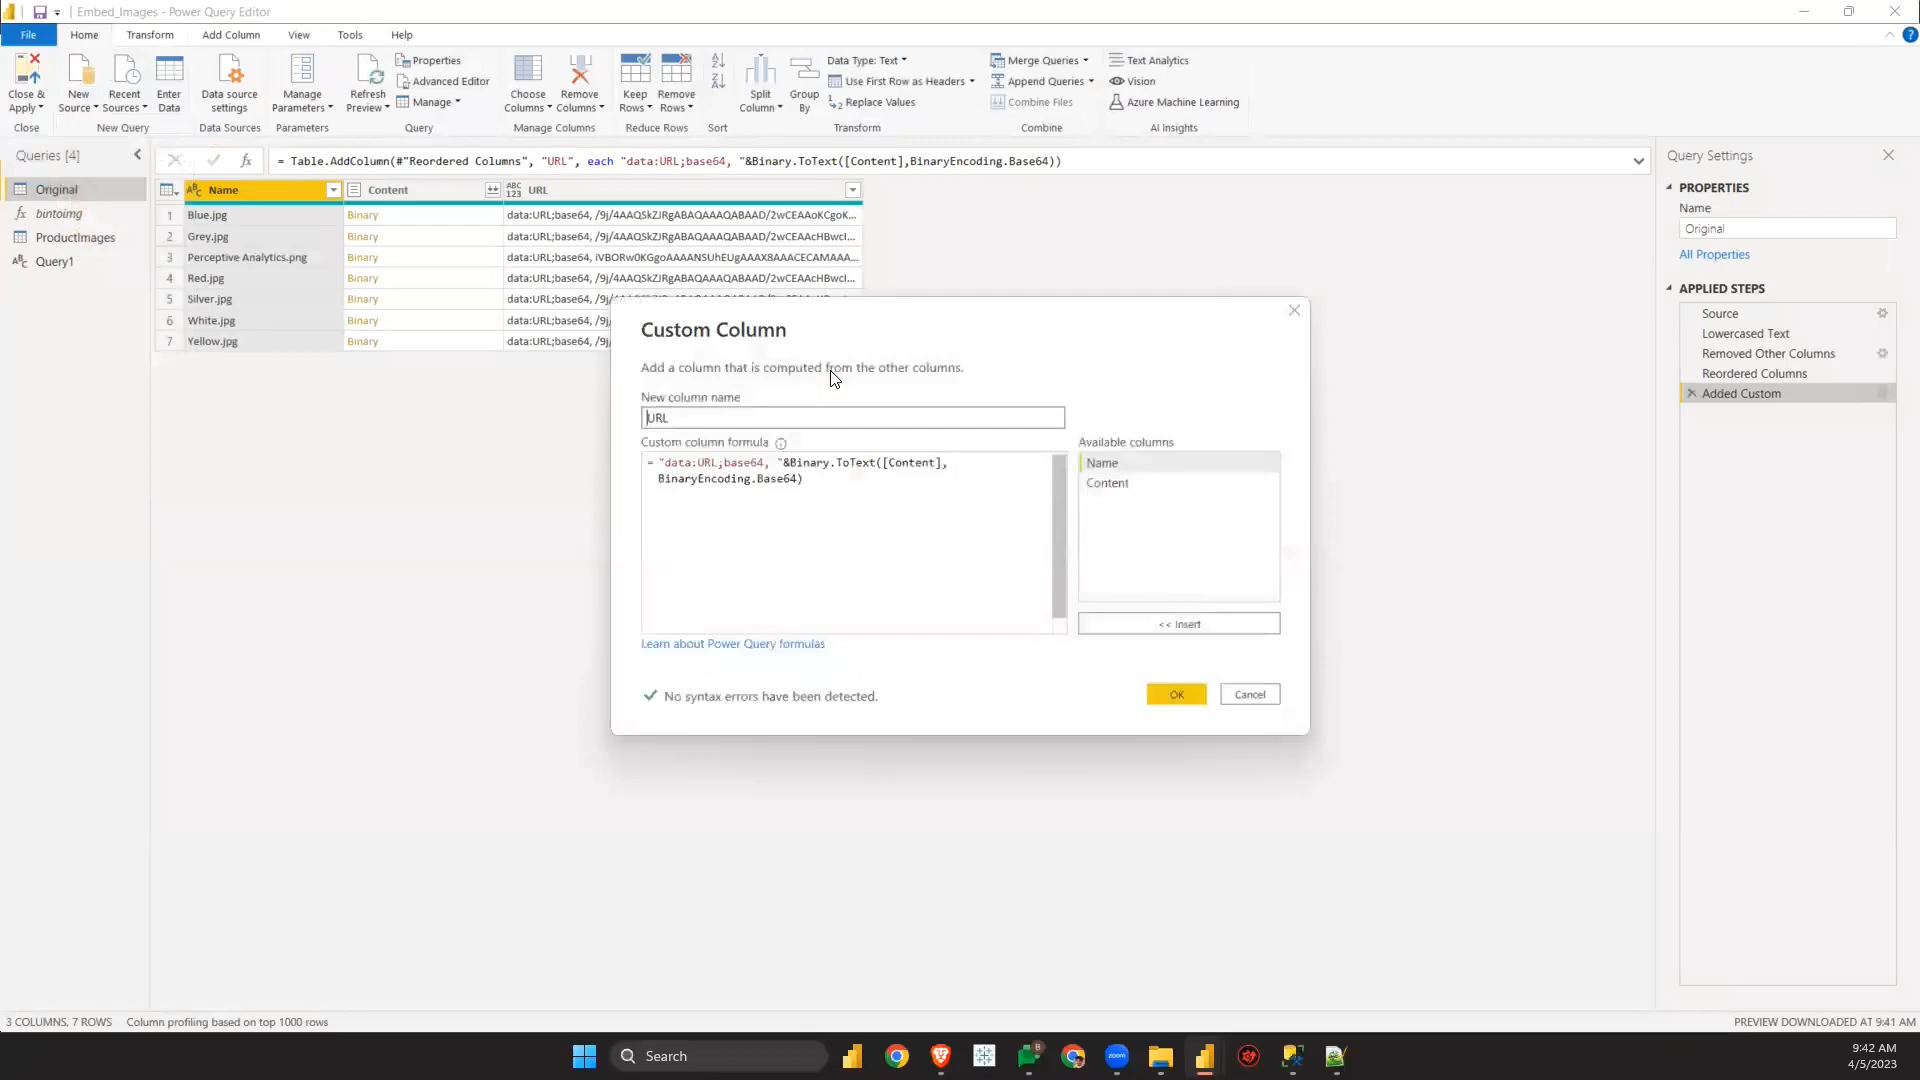 Embed_Images - Power Query Editor
File Home Transform Add Column View Tools Help
Close & Apply
New Source
Recent Sources
Enter Data
Data source settings
Manage Parameters
Refresh Preview
Properties
Advanced Editor
Manage
Choose Columns
Remove Columns
Keep Rows
Remove Rows
Split Column
Group By
Data Type: Text
Use First Row as Headers
Replace Values
Merge Queries
Append Queries
Combine Files
Text Analytics
Vision
Azure Machine Learning
Close New Query Data Sources Parameters Query Manage Columns Reduce Rows Sort Transform Combine AI Insights
Queries [4]
Original
bintoimg
ProductImages
Query1
= Table.AddColumn(#"Reordered Columns", "URL", each "data:URL;base64, "&Binary.ToText([Content],BinaryEncoding.Base64))
Name Content URL
1 Blue.jpg Binary data:URL;base64, /9j/4AAQSkZJRgABAQAAAQABAAD/2wCEAAoKCgoK...
2 Grey.jpg Binary data:URL;base64, /9j/4AAQSkZJRgABAQAAAQABAAD/2wCEAAcHBwcI...
3 Perceptive Analytics.png Binary data:URL;base64, iVBORw0KGgoAAAANSUhEUgAAAX8AAACECAMAAA...
4 Red.jpg Binary data:URL;base64, /9j/4AAQSkZJRgABAQAAAQABAAD/2wCEAAcHBwcI...
5 Silver.jpg Binary data:URL;base64,
6 White.jpg Binary data:URL;base64, /9j
7 Yellow.jpg Binary data:URL;base64, /9j
Custom Column
Add a column that is computed from the other columns.
New column name
URL
Custom column formula
= "data:URL;base64, "&Binary.ToText([Content],
BinaryEncoding.Base64)
Available columns
Name
Content
<< Insert
Learn about Power Query formulas
No syntax errors have been detected.
OK Cancel
Query Settings
PROPERTIES
Name
Original
All Properties
APPLIED STEPS
Source
Lowercased Text
Removed Other Columns
Reordered Columns
Added Custom
3 COLUMNS, 7 ROWS Column profiling based on top 1000 rows
PREVIEW DOWNLOADED AT 9:41 AM
Search
zoom
9:42 AM
4/5/2023